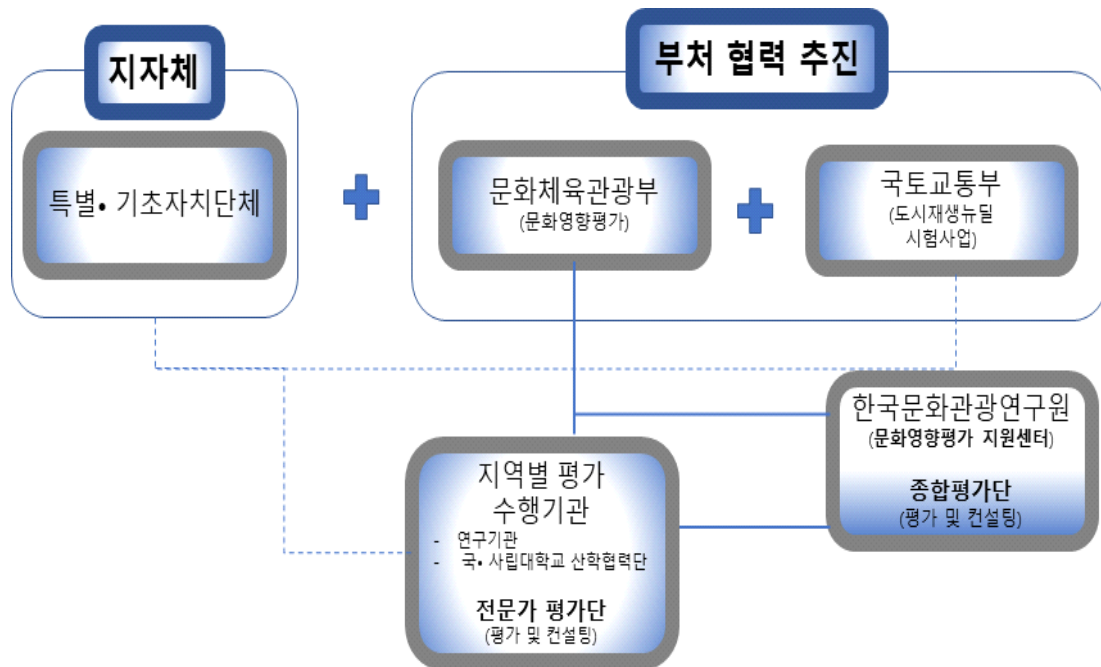 지자체
부처 협력 추진
특별• 기초자치단체
문화체육관광부
(문화영향평가)
국토교통부
(도시재생뉴딜
시험사업)
한국문화관광연구원
(문화영향평가 지원센터)
종합평가단
(평가 및 컨설팅)
지역별 평가
수행기관
- 연구기관
- 국• 사립대학교 산학협력단
전문가 평가단
(평가 및 컨설팅)